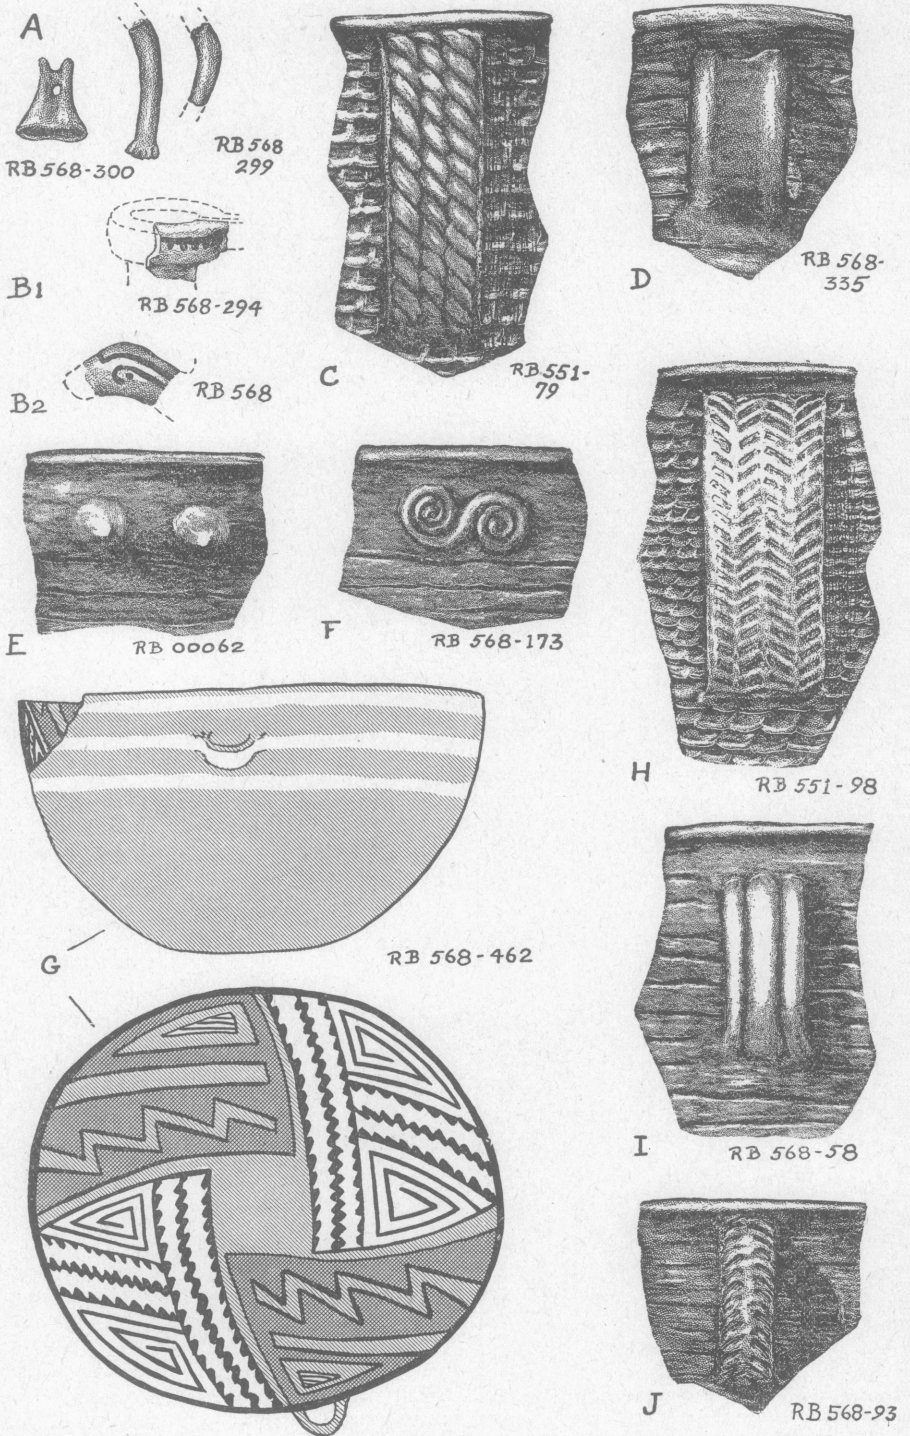 A
RB 568-300
RB 568
299
B1
RB 568-294
B2
RB 568
C
RB 551-
79
D
RB 568-
335
E
RB 00062
F
RB 568-173
G
RB 568-462
H
RB 551-98
I
RB 568-58
J
RB 568-93